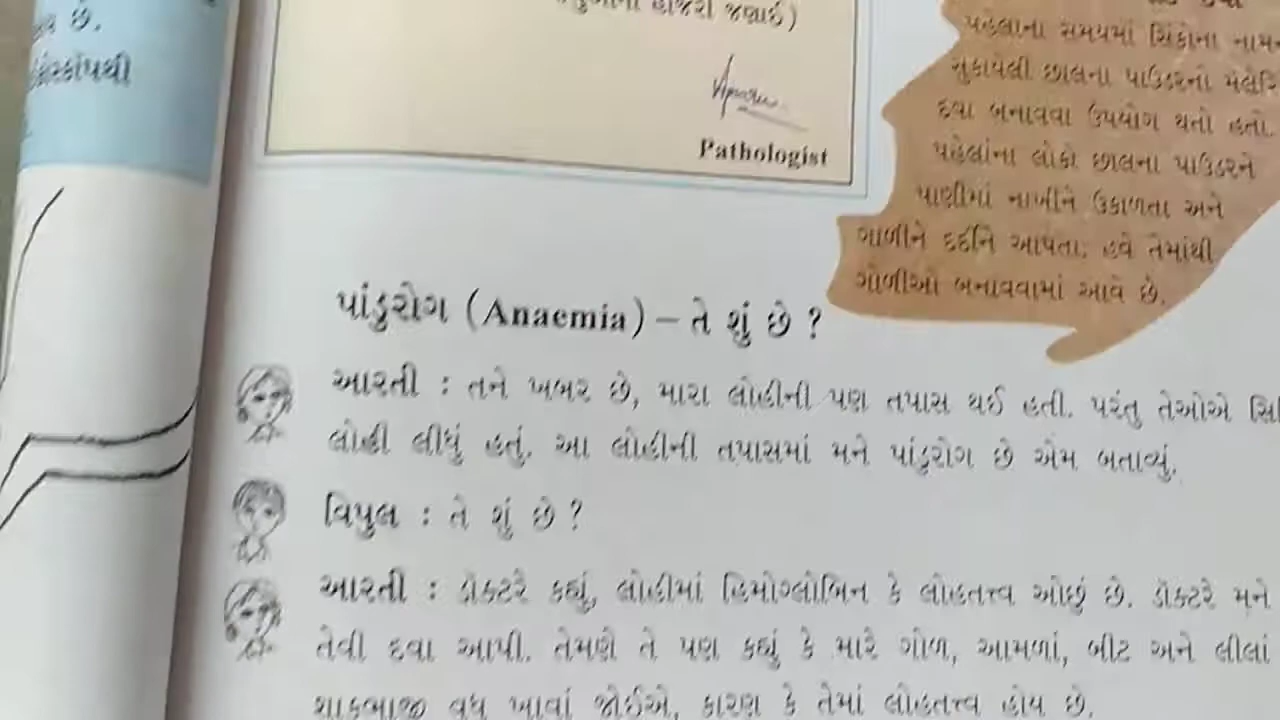 છે.
હાજરી જણાઈ)
Pathologist
પહેલાના સમયમાં સિંકોના
સુકાયેલી છાલના પાઉડરનો
દવા બનાવવા ઉપયોગ થતો હતો.
પહેલાંના લોકો છાલના પાઉડરને
પાણીમાં નાખીને ઉકાળતા અને
ગાળીને દર્દીને આપતા. હવે તેમાંથી
ગોળીઓ બનાવવામાં આવે છે.
પાંડુરોગ (Anaemia) – તે શું છે ?
આરતી : તને ખબર છે, મારા લોહીની પણ તપાસ થઈ હતી. પરંતુ તેઓએ
લોહી લીધું હતું. આ લોહીની તપાસમાં મને પાંડુરોગ છે એમ બતાવ્યું.
વિપુલ : તે શું છે ?
આરતી : ડૉક્ટરે કહ્યું, લોહીમાં હિમોગ્લોબિન કે લોહતત્ત્વ ઓછું છે. ડૉક્ટરે મને
તેવી દવા આપી. તેમણે તે પણ કહ્યું કે મારે ગોળ, આમળાં, બીટ અને લીલાં
શાકભાજી વધુ ખાવાં જોઈએ, કારણ કે તેમાં લોહતત્ત્વ હોય છે.